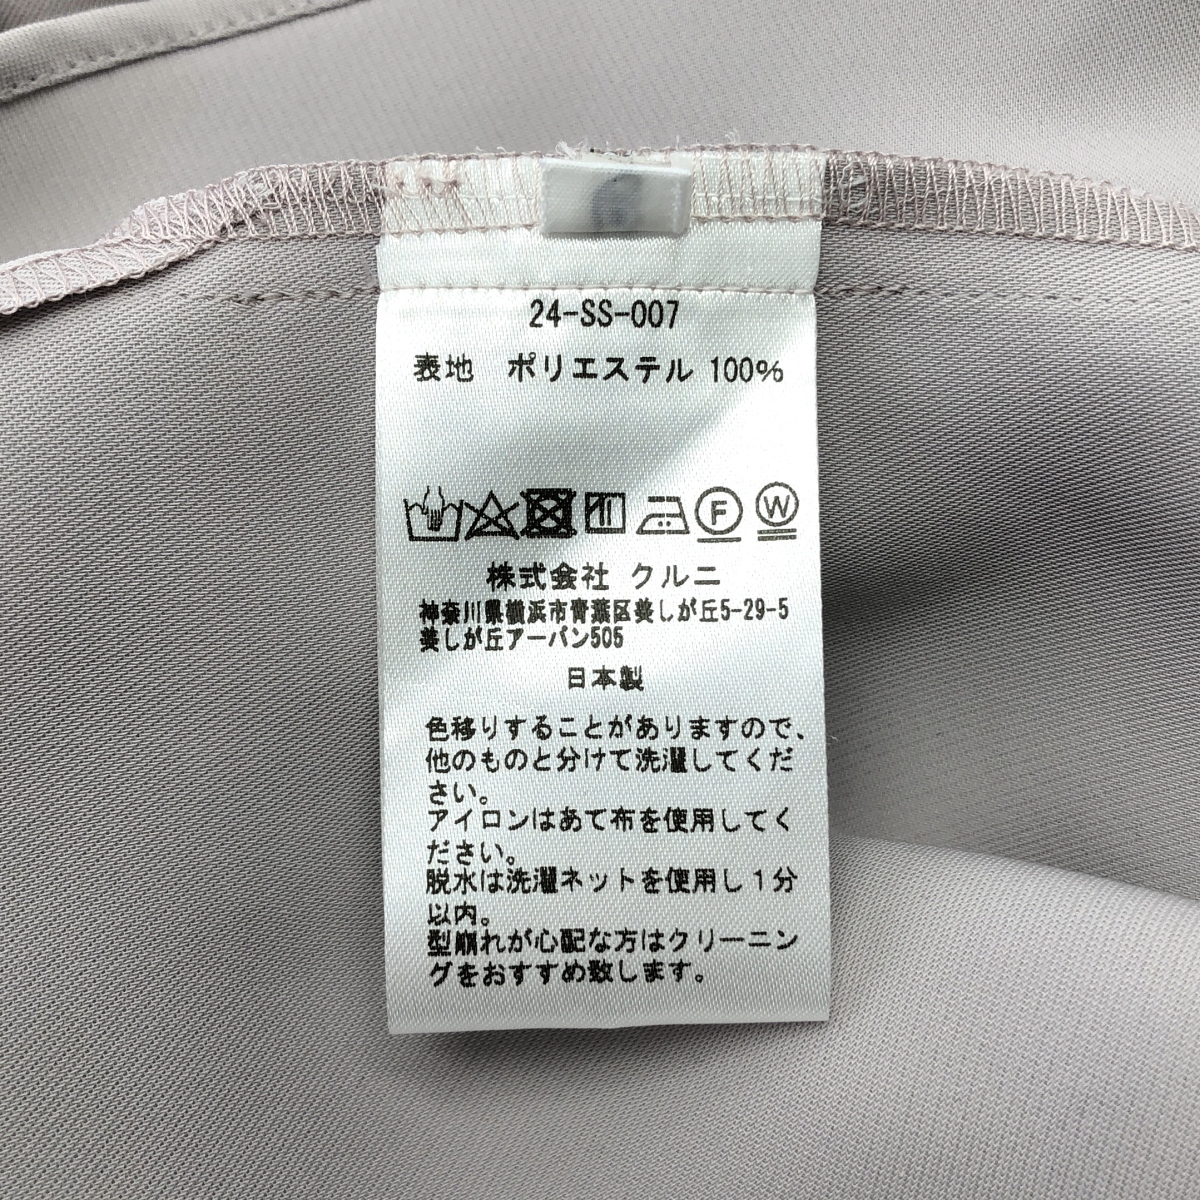 24-SS-007
表地 ポリエステル 100%
F W
株式会社 クルニ
神奈川県横浜市青葉区美しが丘5-29-5
美しが丘アーバン505
日本製
色移りすることがありますので、
他のものと分けて洗濯してくだ
さい。
アイロンはあて布を使用してく
ださい。
脱水は洗濯ネットを使用し1分
以内。
型崩れが心配な方はクリーニン
グをおすすめ致します。